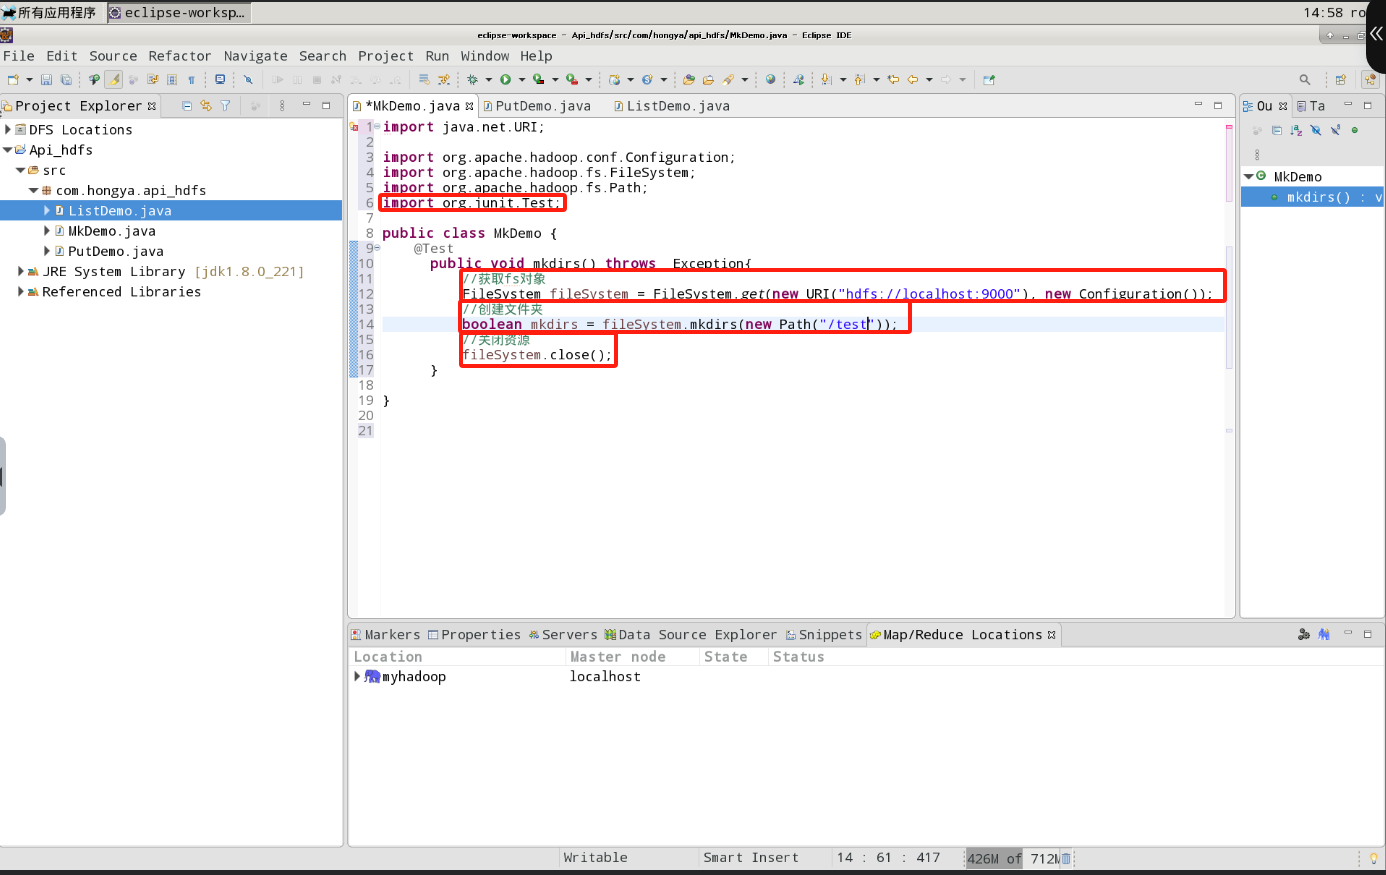 所有应用程序 eclipse-worksp... 14:58 ro
eclipse-workspace - Api_hdfs/src/com/hongya/api_hdfs/MkDemo.java - Eclipse IDE
File Edit Source Refactor Navigate Search Project Run Window Help
Project Explorer
DFS Locations
Api_hdfs
src
com.hongya.api_hdfs
ListDemo.java
MkDemo.java
PutDemo.java
JRE System Library [jdk1.8.0_221]
Referenced Libraries
*MkDemo.java PutDemo.java ListDemo.java
1 import java.net.URI;
2
3 import org.apache.hadoop.conf.Configuration;
4 import org.apache.hadoop.fs.FileSystem;
5 import org.apache.hadoop.fs.Path;
6 import org.junit.Test;
7
8 public class MkDemo {
9 @Test
10 public void mkdirs() throws Exception{
11 //获取fs对象
12 FileSystem fileSystem = FileSystem.get(new URI("hdfs://localhost:9000"), new Configuration());
13 //创建文件夹
14 boolean mkdirs = fileSystem.mkdirs(new Path("/test"));
15 //关闭资源
16 fileSystem.close();
17 }
18
19 }
20
21
Ou Ta
MkDemo
mkdirs() : v
Markers Properties Servers Data Source Explorer Snippets Map/Reduce Locations
Location Master node State Status
myhadoop localhost
Writable Smart Insert 14 : 61 : 417 426M of 712M